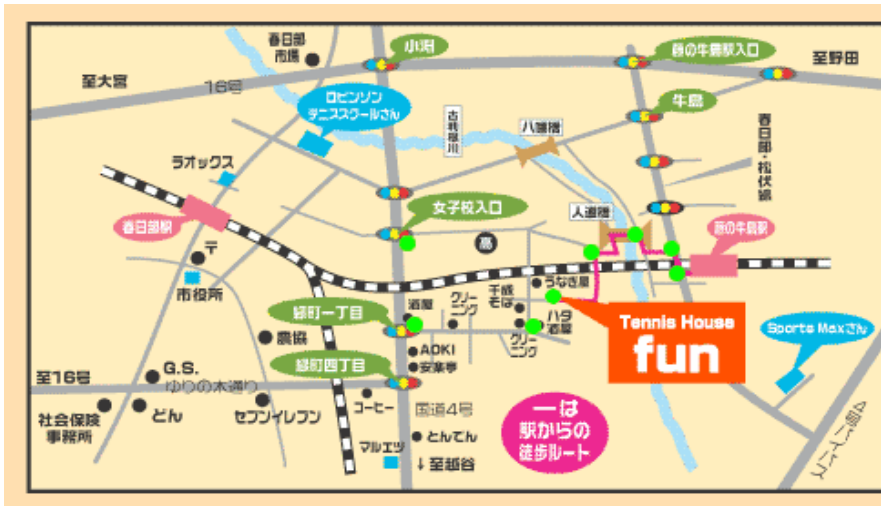 春日部
市場
小渕
藤の牛島駅入口
至野田
至大宮
16号
ロビンソン
テニススクールさん
牛島
古利根川
八幡橋
春日部・松伏線
ラオックス
女子校入口
人道橋
春日部駅
藤の牛島駅
高
〒
市役所
うなぎ屋
千成
そば
酒屋
クリー
ニング
ハタ
酒屋
緑町一丁目
クリー
ニング
Tennis House
fun
Sports Maxさん
農協
AOKI
安楽亭
緑町四丁目
G.S.
至16号
ゆりの木通り
どん
セブンイレブン
コーヒー
国道4号
社会保険
事務所
とんでん
マルエツ
↓至越谷
ーは
駅からの
徒歩ルート
4号バイパス